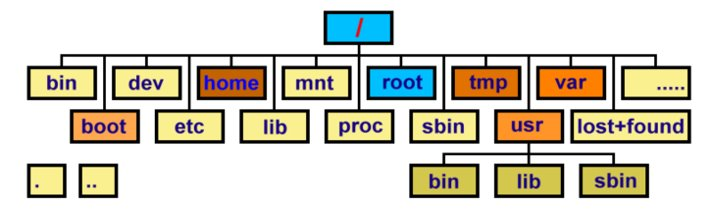 /
bin dev home mnt root tmp var .....
boot etc lib proc sbin usr lost+found
. .. bin lib sbin